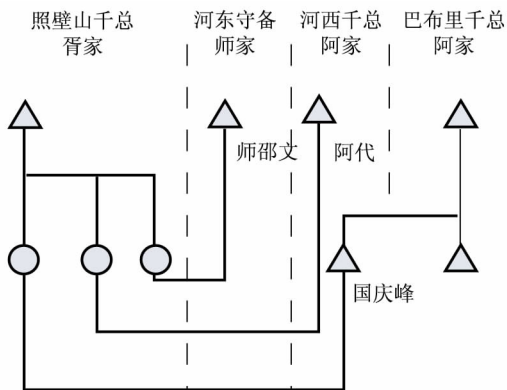 照壁山千总
胥家
河东守备
师家
河西千总
阿家
巴布里千总
阿家
师邵文
阿代
国庆峰